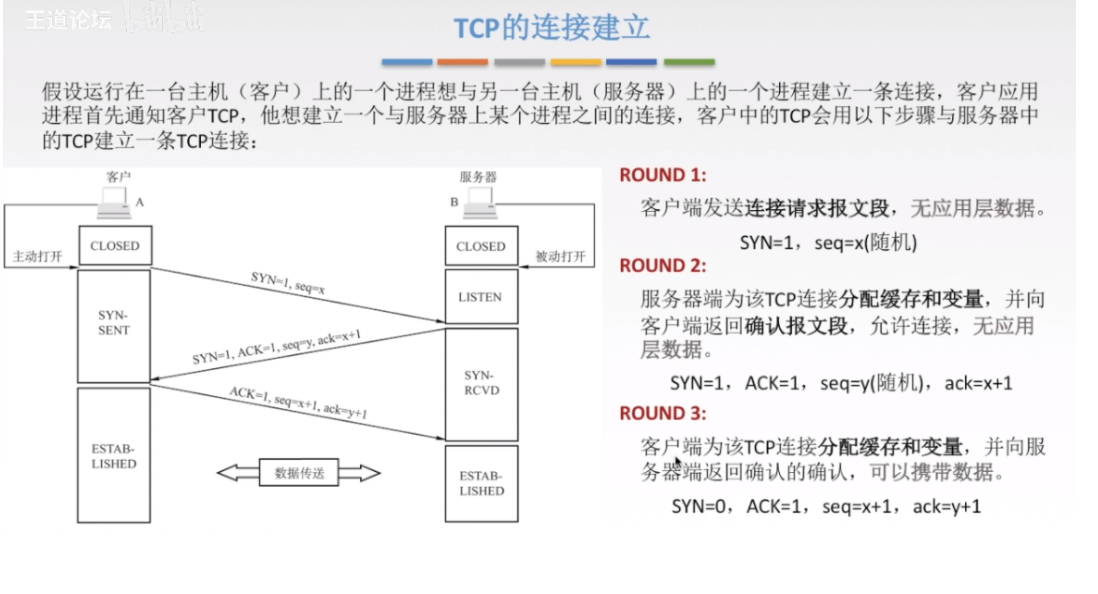 王道论坛
TCP的连接建立
假设运行在一台主机（客户）上的一个进程想与另一台主机（服务器）上的一个进程建立一条连接，客户应用
进程首先通知客户TCP，他想建立一个与服务器上某个进程之间的连接，客户中的TCP会用以下步骤与服务器中
的TCP建立一条TCP连接：
客户
服务器
A
B
主动打开
被动打开
CLOSED
CLOSED
SYN=1, seq=x
LISTEN
SYN-
SENT
SYN=1, ACK=1, seq=y, ack=x+1
SYN-
RCVD
ACK=1, seq=x+1, ack=y+1
ESTAB-
LISHED
数据传送
ESTAB-
LISHED
ROUND 1:
客户端发送连接请求报文段，无应用层数据。
SYN=1，seq=x(随机)
ROUND 2:
服务器端为该TCP连接分配缓存和变量，并向
客户端返回确认报文段，允许连接，无应用
层数据。
SYN=1，ACK=1，seq=y(随机)，ack=x+1
ROUND 3:
客户端为该TCP连接分配缓存和变量，并向服
务器端返回确认的确认，可以携带数据。
SYN=0，ACK=1，seq=x+1，ack=y+1